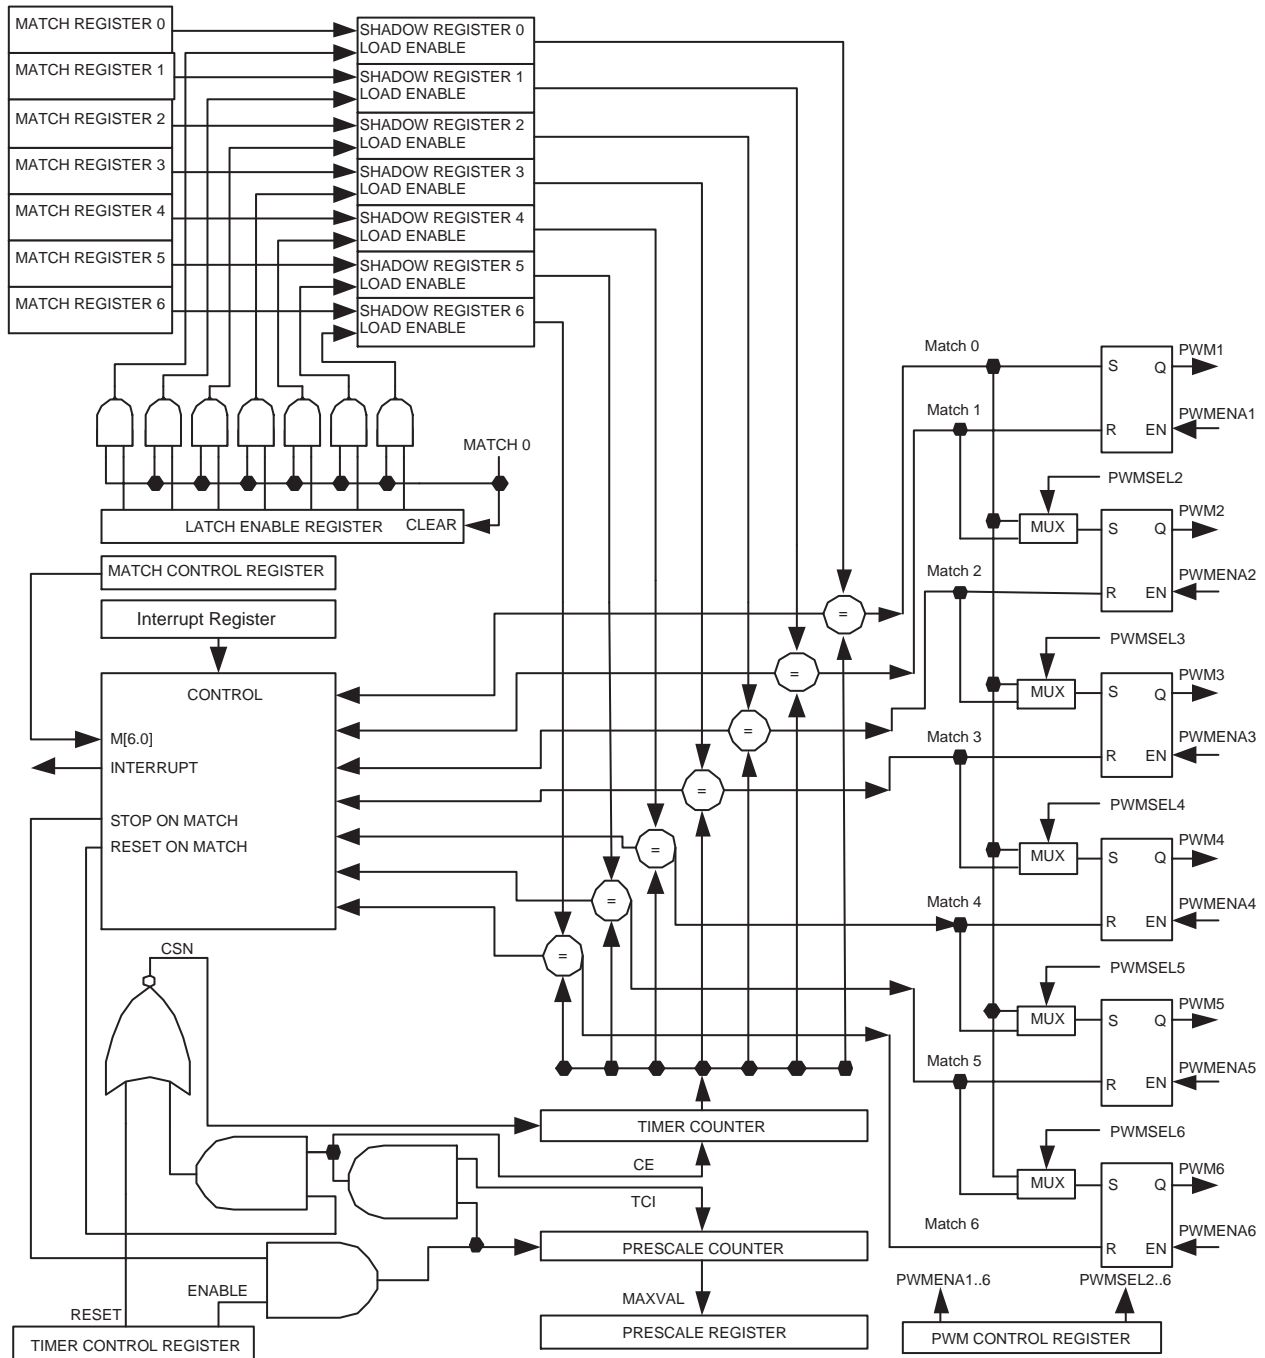 MATCH REGISTER 0
MATCH REGISTER 1
MATCH REGISTER 2
MATCH REGISTER 3
MATCH REGISTER 4
MATCH REGISTER 5
MATCH REGISTER 6
SHADOW REGISTER 0
LOAD ENABLE
SHADOW REGISTER 1
LOAD ENABLE
SHADOW REGISTER 2
LOAD ENABLE
SHADOW REGISTER 3
LOAD ENABLE
SHADOW REGISTER 4
LOAD ENABLE
SHADOW REGISTER 5
LOAD ENABLE
SHADOW REGISTER 6
LOAD ENABLE
MATCH 0
LATCH ENABLE REGISTER CLEAR
MATCH CONTROL REGISTER
Interrupt Register
CONTROL
M[6.0]
INTERRUPT
STOP ON MATCH
RESET ON MATCH
=
=
=
=
=
=
=
CSN
TIMER COUNTER
CE
TCI
PRESCALE COUNTER
MAXVAL
PRESCALE REGISTER
ENABLE
RESET
TIMER CONTROL REGISTER
Match 0
S Q PWM1
Match 1
R EN PWMENA1
PWMSEL2
MUX S Q PWM2
Match 2
R EN PWMENA2
PWMSEL3
MUX S Q PWM3
Match 3
R EN PWMENA3
PWMSEL4
MUX S Q PWM4
Match 4
R EN PWMENA4
PWMSEL5
MUX S Q PWM5
Match 5
R EN PWMENA5
PWMSEL6
MUX S Q PWM6
Match 6
R EN PWMENA6
PWMENA1..6 PWMSEL2..6
PWM CONTROL REGISTER